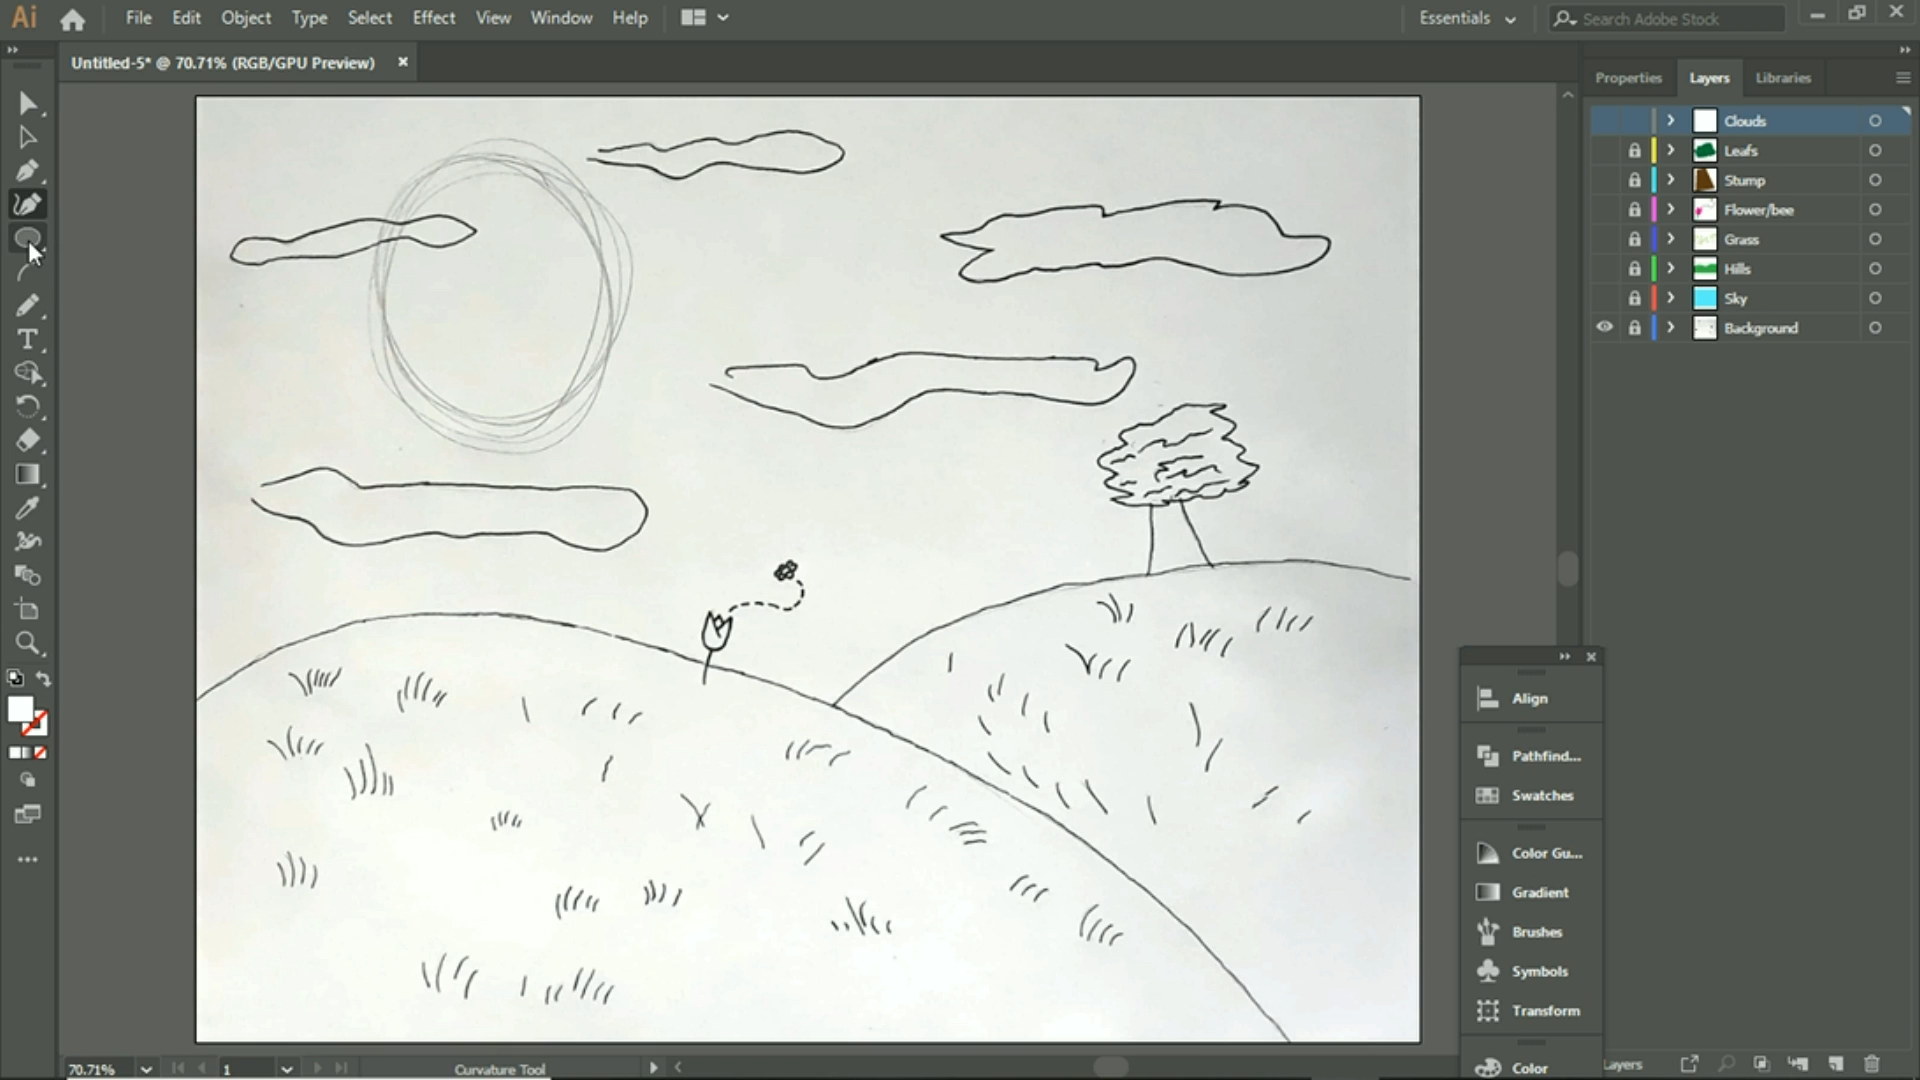 Ai File Edit Object Type Select Effect View Window Help Essentials Search Adobe Stock
Untitled-5* @ 70.71% (RGB/GPU Preview)
Properties Layers Libraries
Clouds
Leafs
Stump
Flower/bee
Grass
Hills
Sky
Background
Align
Pathfind...
Swatches
Color Gu...
Gradient
Brushes
Symbols
Transform
Color
70.71% 1 Curvature Tool
Layers